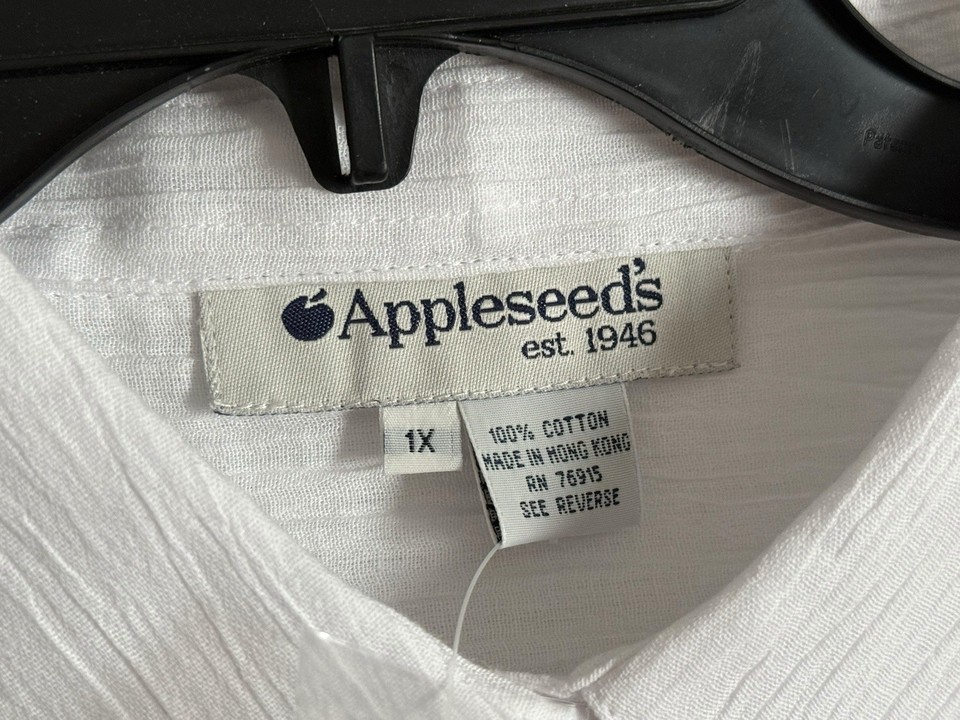 Appleseed's
est. 1946
1X
100% COTTON
MADE IN HONG KONG
RN 76915
SEE REVERSE